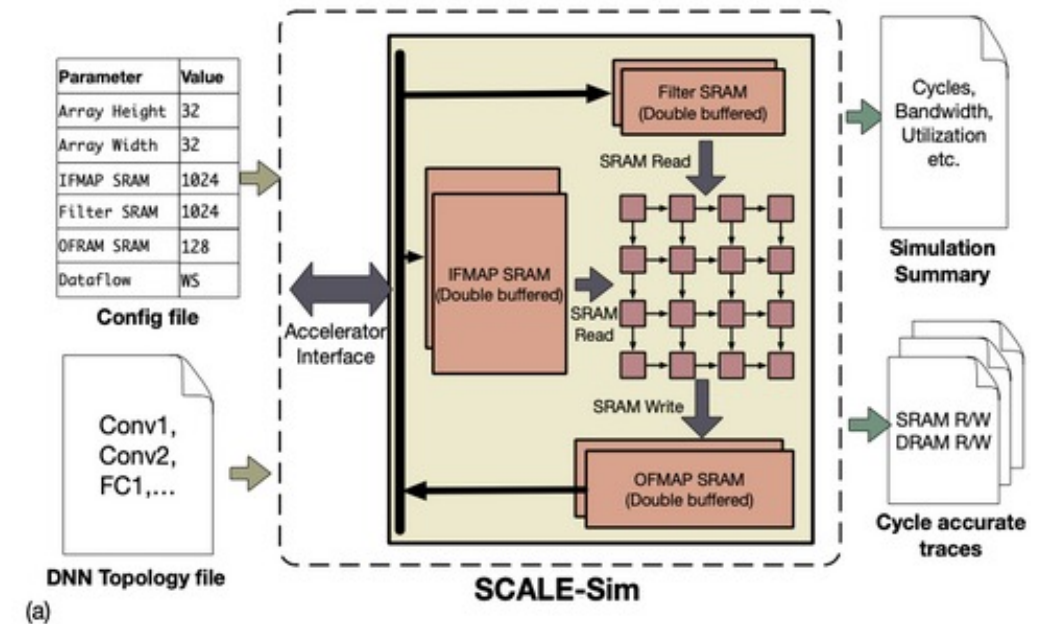 Parameter Value
Array Height 32
Array Width 32
IFMAP SRAM 1024
Filter SRAM 1024
OFRAM SRAM 128
Dataflow WS
Config file
Conv1,
Conv2,
FC1,...
DNN Topology file
(a)
Accelerator
Interface
Filter SRAM
(Double buffered)
SRAM Read
IFMAP SRAM
(Double buffered)
SRAM
Read
SRAM Write
OFMAP SRAM
(Double buffered)
SCALE-Sim
Cycles,
Bandwidth,
Utilization
etc.
Simulation
Summary
SRAM R/W
DRAM R/W
Cycle accurate
traces